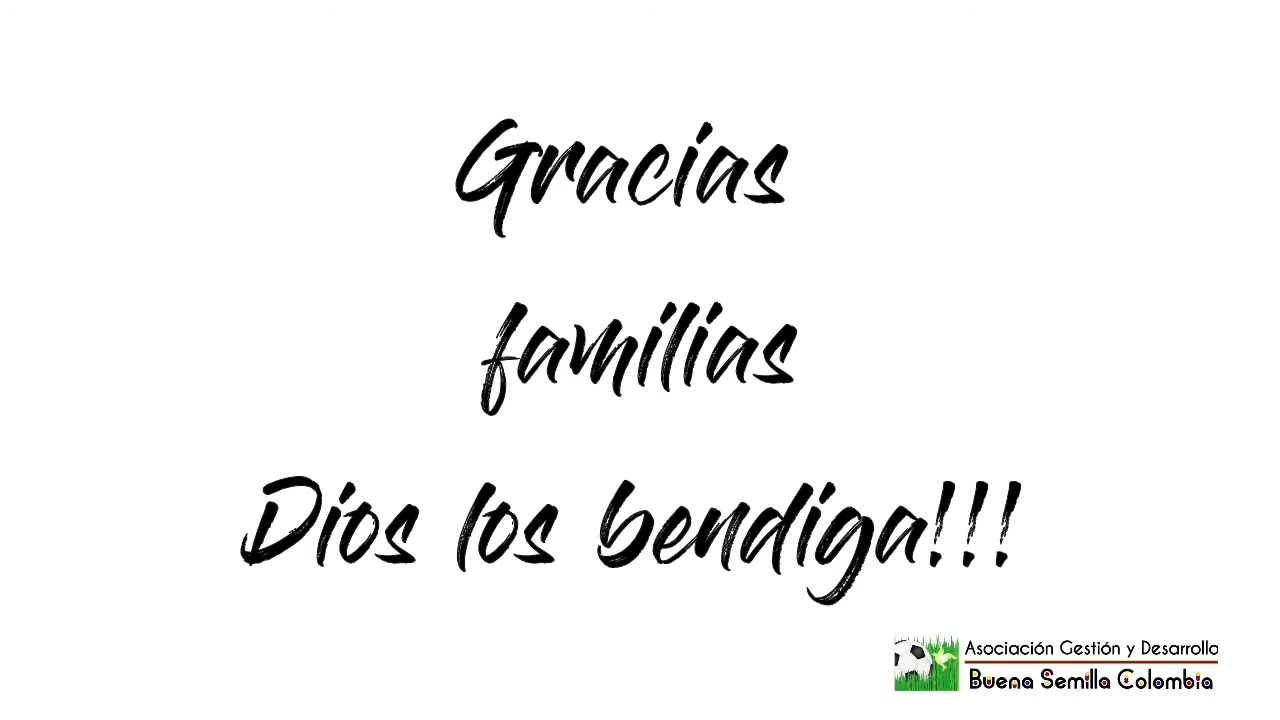 Gracias
familias
Dios los bendiga!!!
Asociación Gestión y Desarrollo
Buena Semilla Colombia